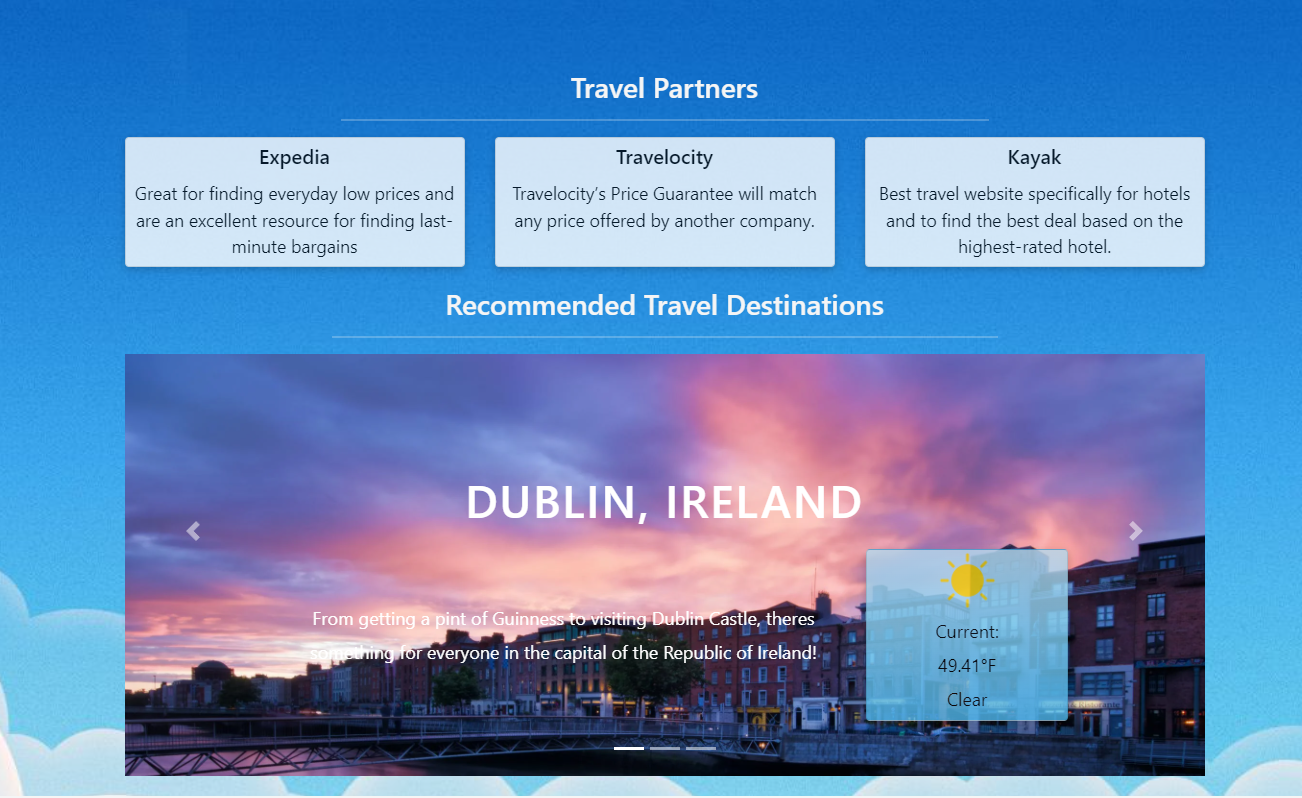 Travel Partners
Expedia
Great for finding everyday low prices and
are an excellent resource for finding last-
minute bargains
Travelocity
Travelocity’s Price Guarantee will match
any price offered by another company.
Kayak
Best travel website specifically for hotels
and to find the best deal based on the
highest-rated hotel.
Recommended Travel Destinations
DUBLIN, IRELAND
From getting a pint of Guinness to visiting Dublin Castle, theres
something for everyone in the capital of the Republic of Ireland!
Current:
49.41°F
Clear